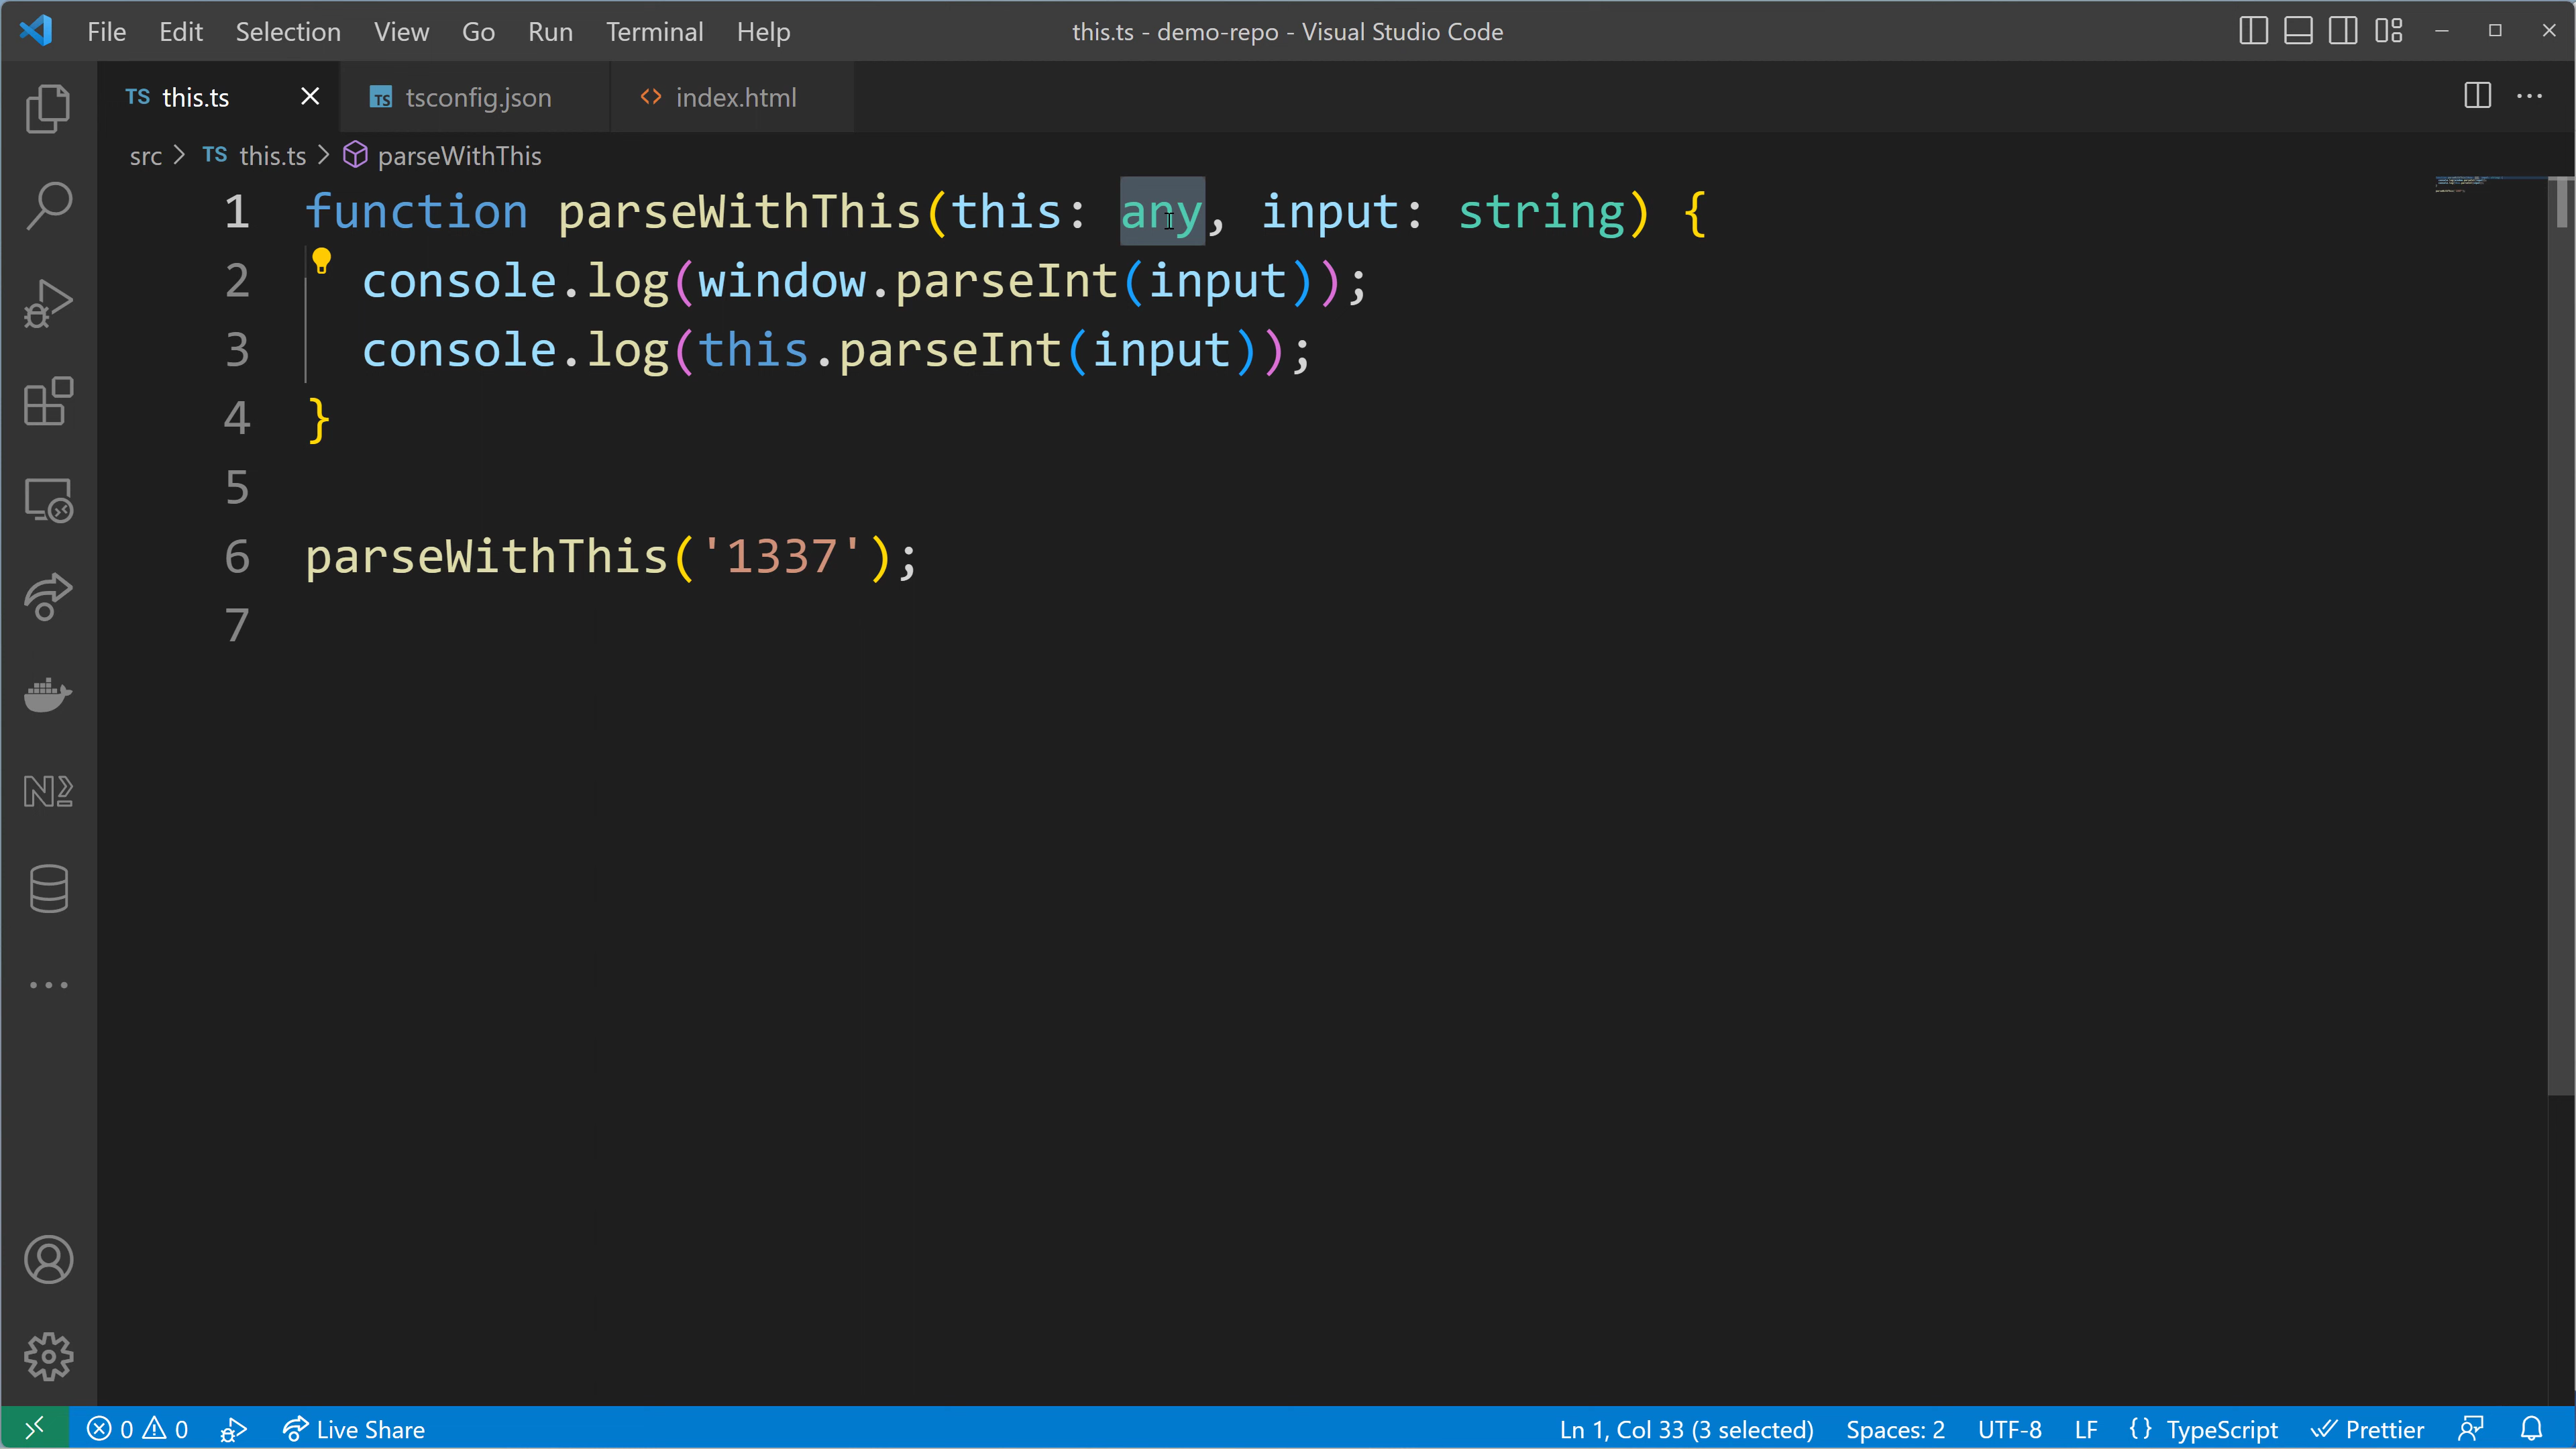 File Edit Selection View Go Run Terminal Help this.ts - demo-repo - Visual Studio Code
TS this.ts TS tsconfig.json <> index.html
src > TS this.ts > parseWithThis
1 function parseWithThis(this: any, input: string) {
2 console.log(window.parseInt(input));
3 console.log(this.parseInt(input));
4 }
5
6 parseWithThis('1337');
7
0 0 Live Share Ln 1, Col 33 (3 selected) Spaces: 2 UTF-8 LF {} TypeScript Prettier